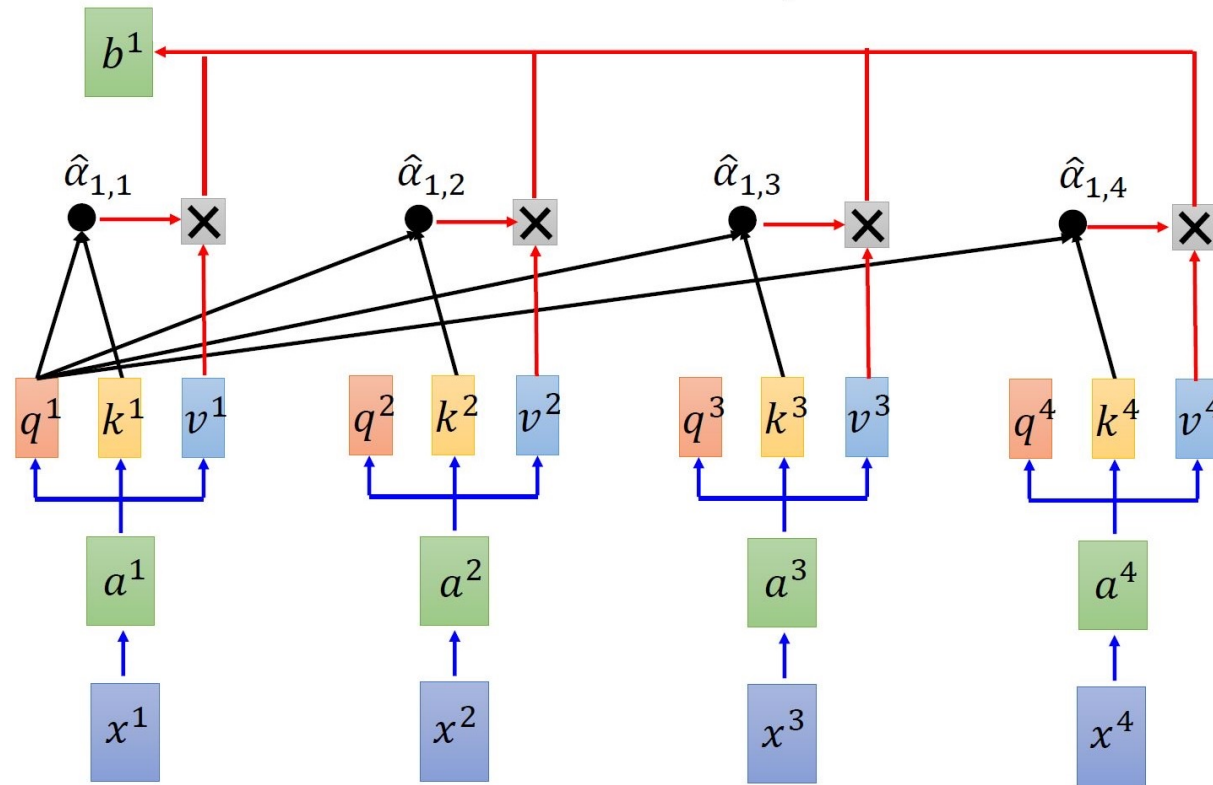 b¹
α̂₁,₁ α̂₁,₂ α̂₁,₃ α̂₁,₄
q¹ k¹ v¹ q² k² v² q³ k³ v³ q⁴ k⁴ v⁴
a¹ a² a³ a⁴
x¹ x² x³ x⁴